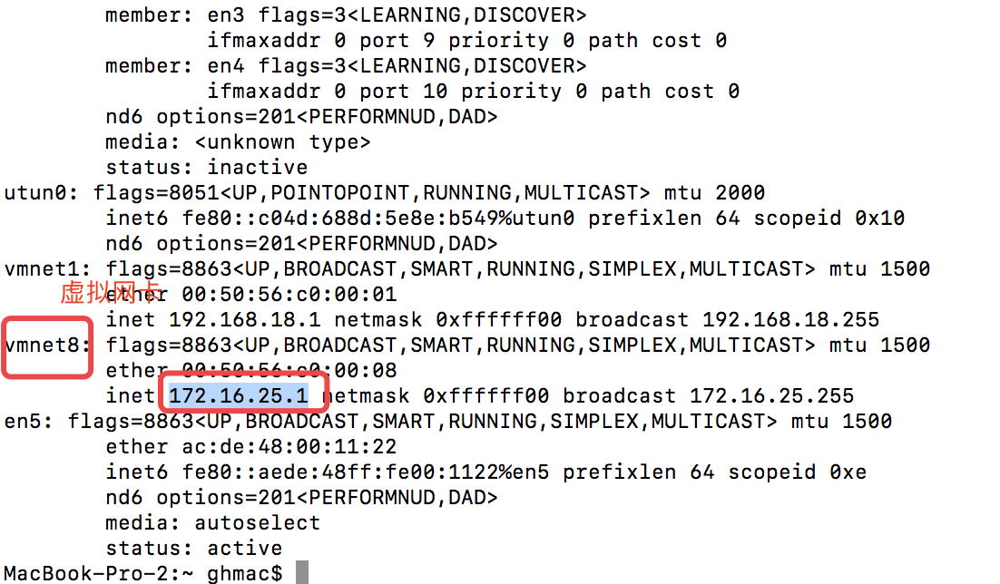 member: en3 flags=3<LEARNING,DISCOVER>
ifmaxaddr 0 port 9 priority 0 path cost 0
member: en4 flags=3<LEARNING,DISCOVER>
ifmaxaddr 0 port 10 priority 0 path cost 0
nd6 options=201<PERFORMNUD,DAD>
media: <unknown type>
status: inactive
utun0: flags=8051<UP,POINTOPOINT,RUNNING,MULTICAST> mtu 2000
inet6 fe80::c04d:688d:5e8e:b549%utun0 prefixlen 64 scopeid 0x10
nd6 options=201<PERFORMNUD,DAD>
vmnet1: flags=8863<UP,BROADCAST,SMART,RUNNING,SIMPLEX,MULTICAST> mtu 1500
虚拟网卡
ether 00:50:56:c0:00:01
inet 192.168.18.1 netmask 0xffffff00 broadcast 192.168.18.255
vmnet8: flags=8863<UP,BROADCAST,SMART,RUNNING,SIMPLEX,MULTICAST> mtu 1500
ether 00:50:56:c0:00:08
inet 172.16.25.1 netmask 0xffffff00 broadcast 172.16.25.255
en5: flags=8863<UP,BROADCAST,SMART,RUNNING,SIMPLEX,MULTICAST> mtu 1500
ether ac:de:48:00:11:22
inet6 fe80::aede:48ff:fe00:1122%en5 prefixlen 64 scopeid 0xe
nd6 options=201<PERFORMNUD,DAD>
media: autoselect
status: active
MacBook-Pro-2:~ ghmac$